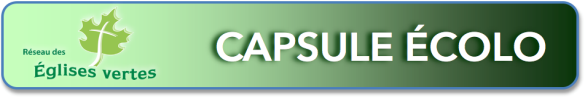 Réseau des
Églises vertes
CAPSULE ÉCOLO